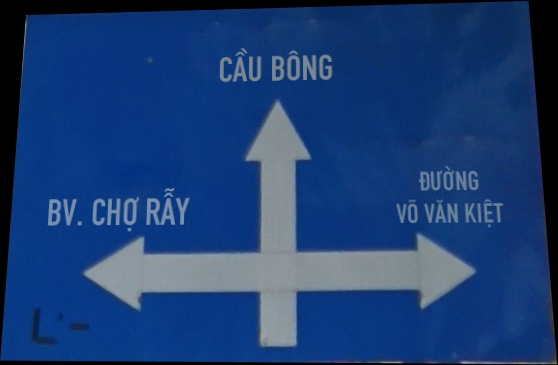 CẦU BÔNG
BV. CHỢ RẪY
ĐƯỜNG
VÕ VĂN KIỆT